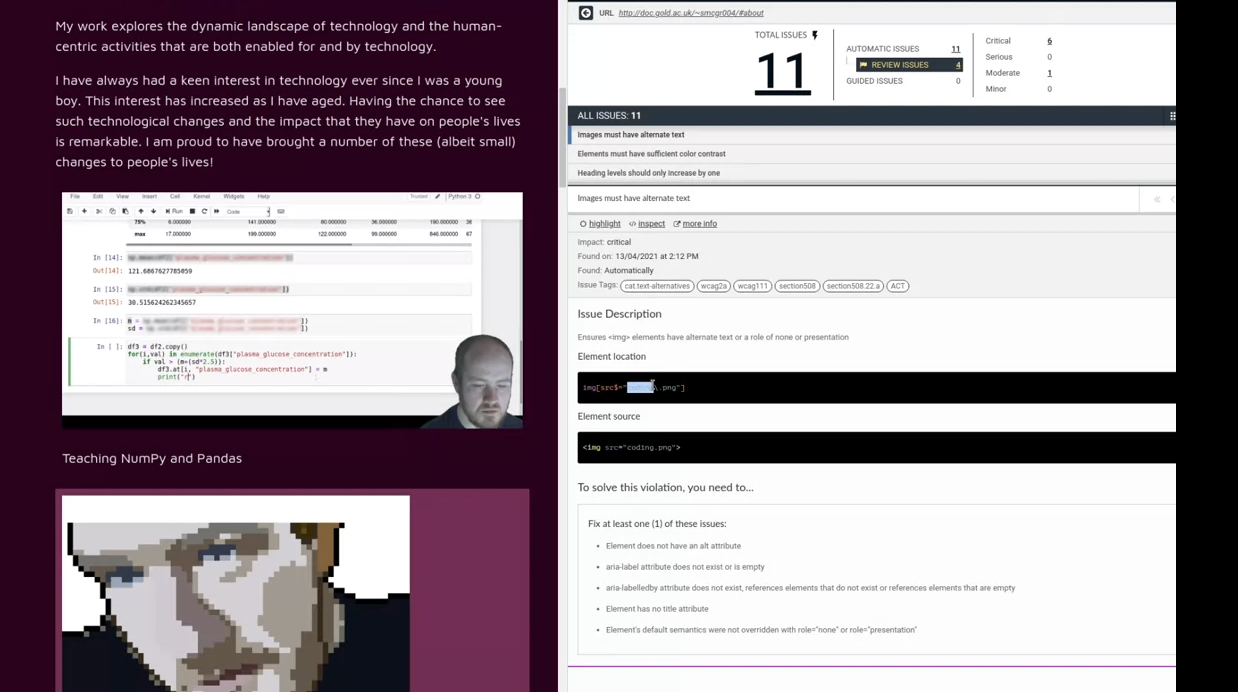 My work explores the dynamic landscape of technology and the human-
centric activities that are both enabled for and by technology.
I have always had a keen interest in technology ever since I was a young
boy. This interest has increased as I have aged. Having the chance to see
such technological changes and the impact that they have on people's lives
is remarkable. I am proud to have brought a number of these (albeit small)
changes to people's lives!
File Edit View Insert Cell Kernel Widgets Help Trusted Python 3
Run Code
75% 6.000000 141.000000 80.000000 36.000000 190.000000 36
max 17.000000 199.000000 122.000000 99.000000 846.000000 67
In [14]:
Out[14]: 121.6867627785059
In [15]:
Out[15]: 30.515624262345657
In [16]: m =
sd =
In [ ]: df3 = df2.copy()
for(i,val) in enumerate(df3["plasma_glucose_concentration"]):
if val > (m+(sd*2.5)):
df3.at[i, "plasma_glucose_concentration"] = m
print("r")
Teaching NumPy and Pandas
URL http://doc.gold.ac.uk/~smcgr004/#about
TOTAL ISSUES
11
AUTOMATIC ISSUES 11
REVIEW ISSUES 4
GUIDED ISSUES 0
Critical 6
Serious 0
Moderate 1
Minor 0
ALL ISSUES: 11
Images must have alternate text
Elements must have sufficient color contrast
Heading levels should only increase by one
Images must have alternate text
highlight inspect more info
Impact: critical
Found on: 13/04/2021 at 2:12 PM
Found: Automatically
Issue Tags: cat.text-alternatives wcag2a wcag111 section508 section508.22.a ACT
Issue Description
Ensures <img> elements have alternate text or a role of none or presentation
Element location
img[src$="coding\.png"]
Element source
<img src="coding.png">
To solve this violation, you need to...
Fix at least one (1) of these issues:
• Element does not have an alt attribute
• aria-label attribute does not exist or is empty
• aria-labelledby attribute does not exist, references elements that do not exist or references elements that are empty
• Element has no title attribute
• Element's default semantics were not overridden with role="none" or role="presentation"